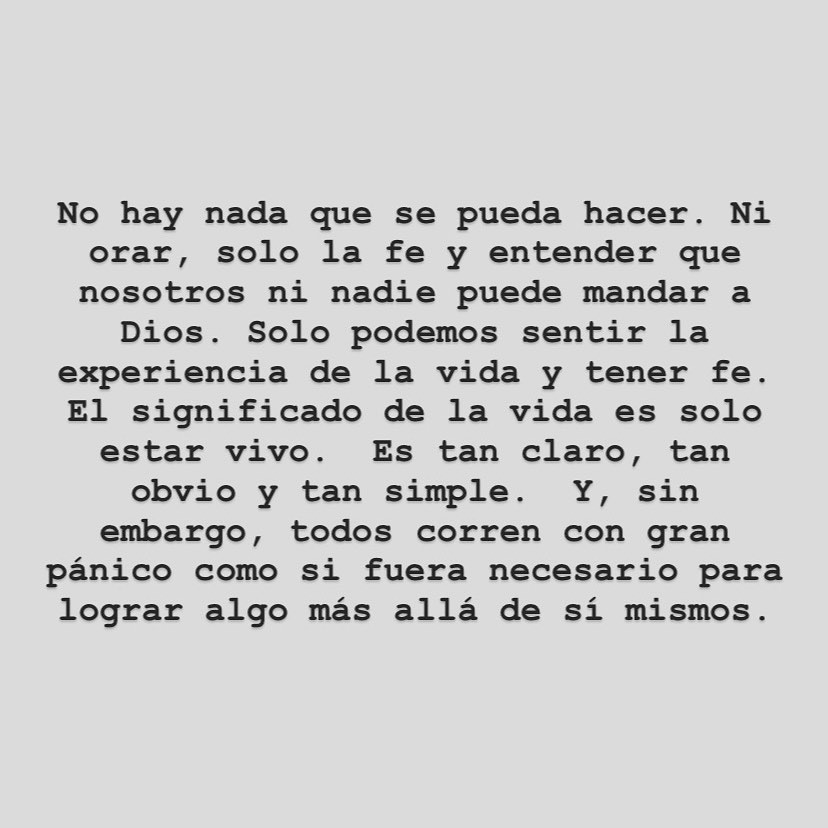 No hay nada que se pueda hacer. Ni
orar, solo la fe y entender que
nosotros ni nadie puede mandar a
Dios. Solo podemos sentir la
experiencia de la vida y tener fe.
El significado de la vida es solo
estar vivo.  Es tan claro, tan
obvio y tan simple.  Y, sin
embargo, todos corren con gran
pánico como si fuera necesario para
lograr algo más allá de sí mismos.